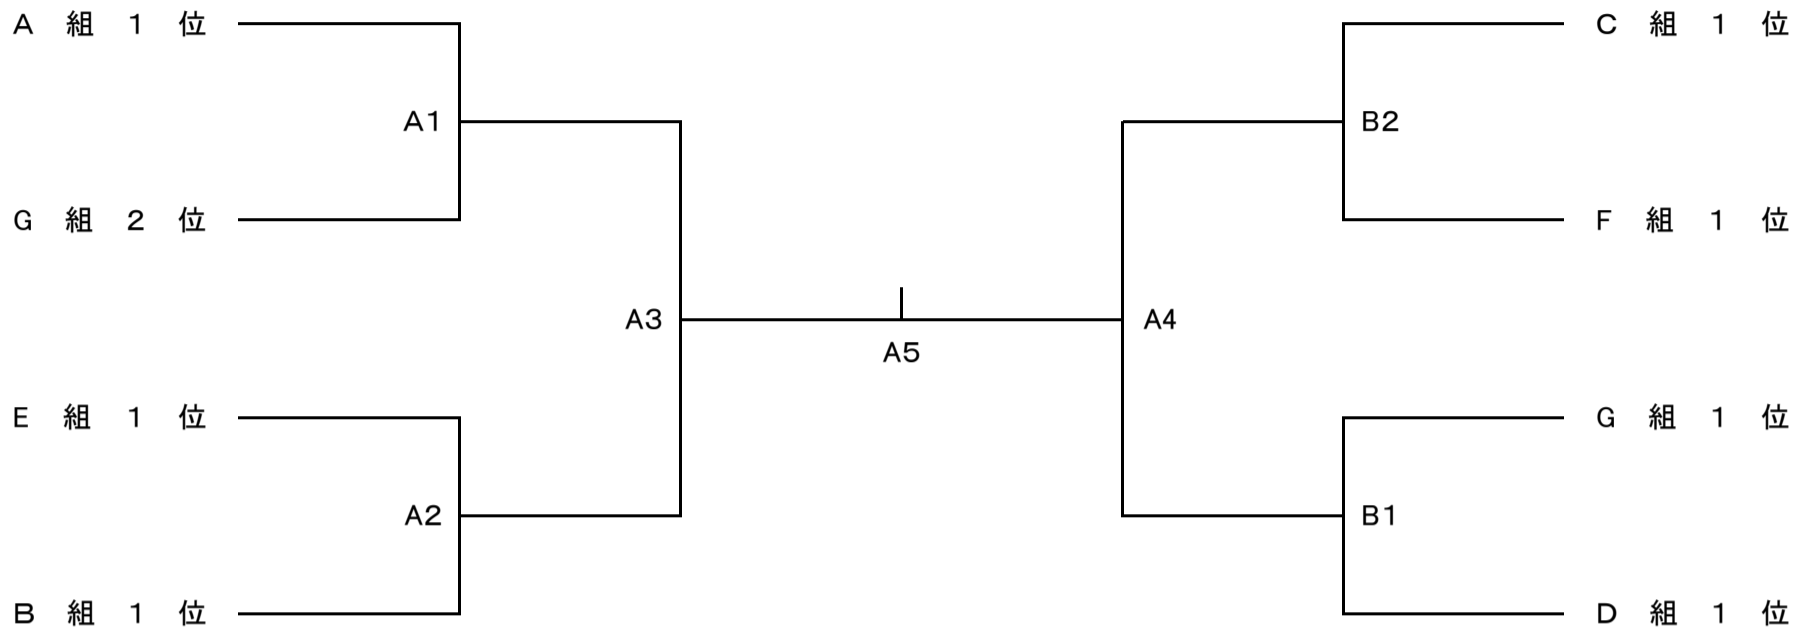 A 組 1 位
C 組 1 位
A1
B2
G 組 2 位
F 組 1 位
A3
A4
A5
E 組 1 位
G 組 1 位
A2
B1
B 組 1 位
D 組 1 位